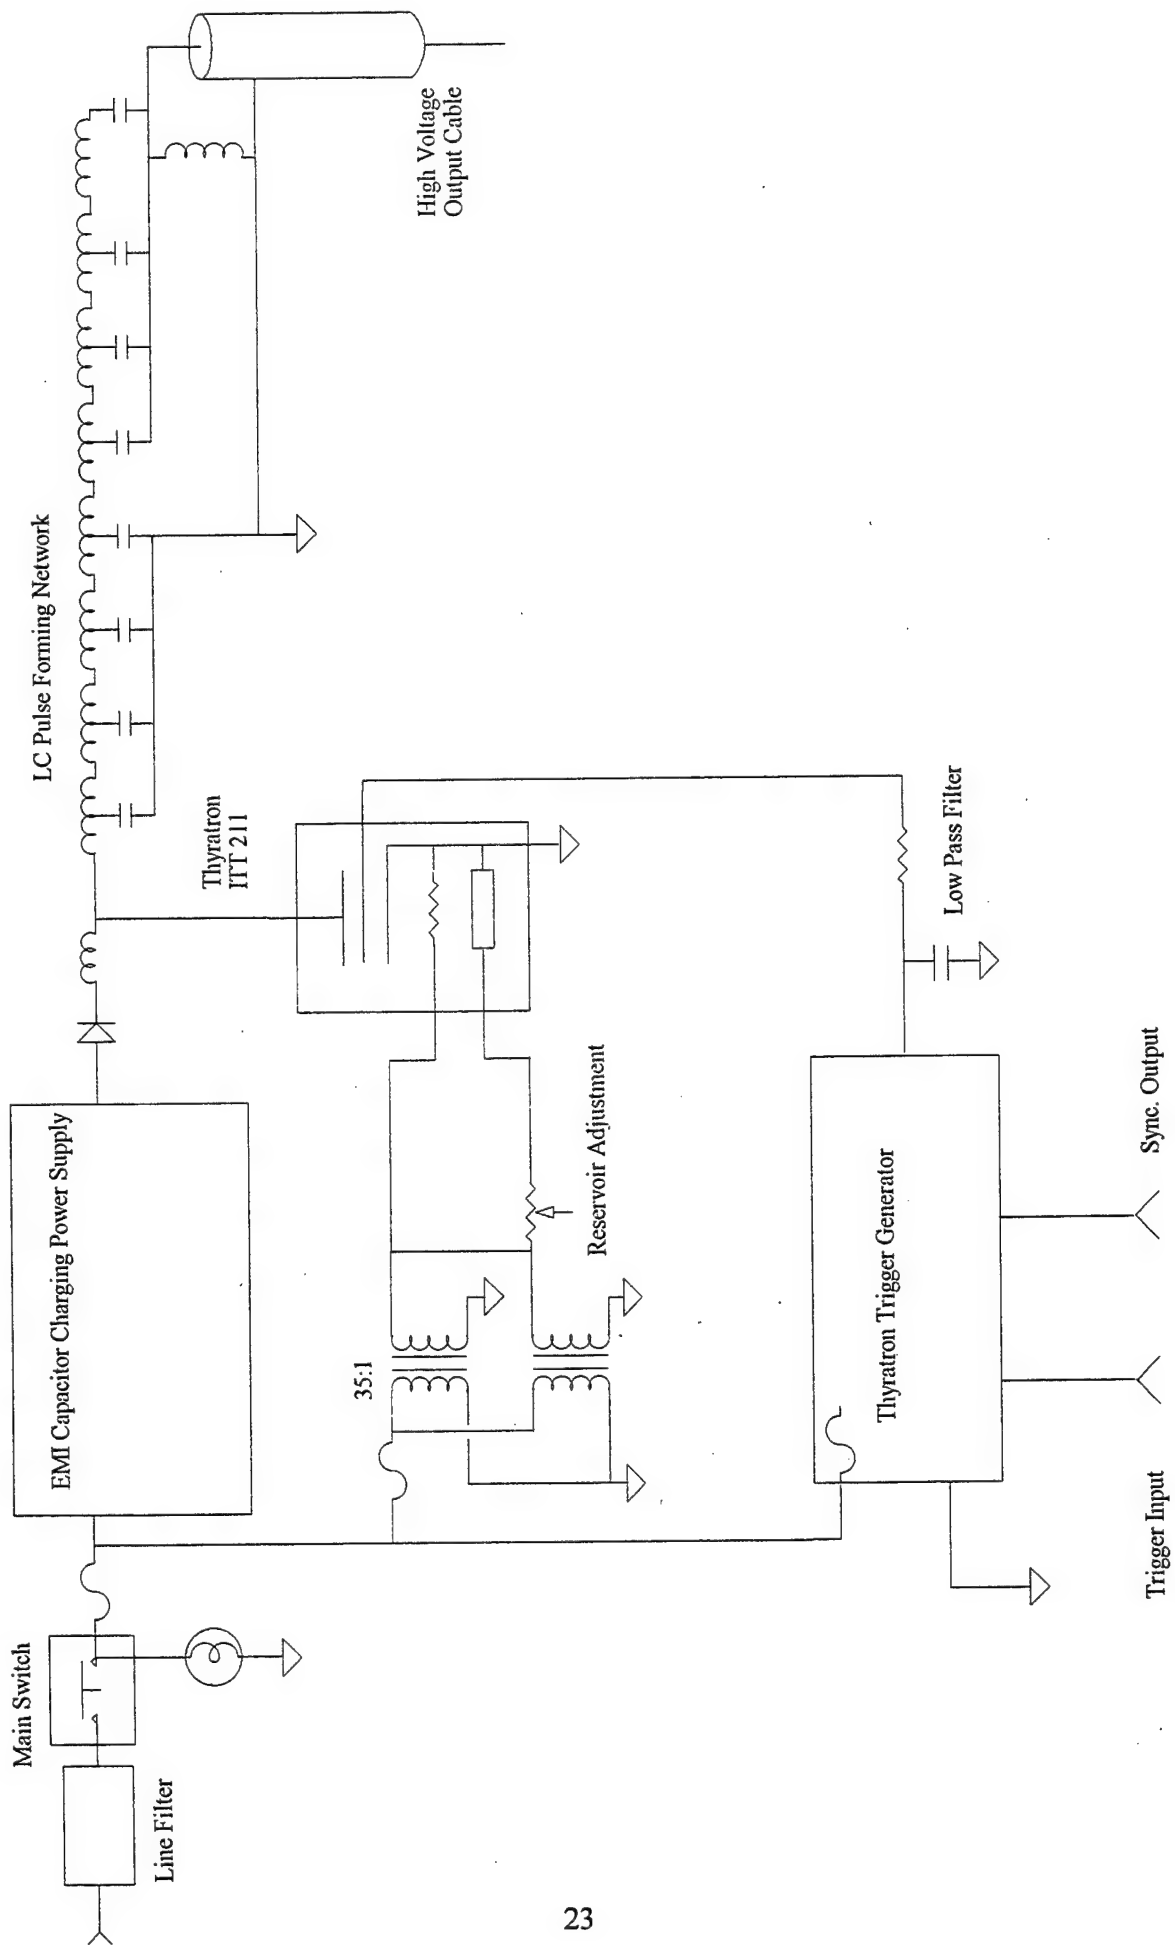 LC Pulse Forming Network
High Voltage
Output Cable
Thyratron
ITT 211
EMI Capacitor Charging Power Supply
Main Switch
Line Filter
35:1
Reservoir Adjustment
Low Pass Filter
Thyratron Trigger Generator
Trigger Input
Sync. Output
23